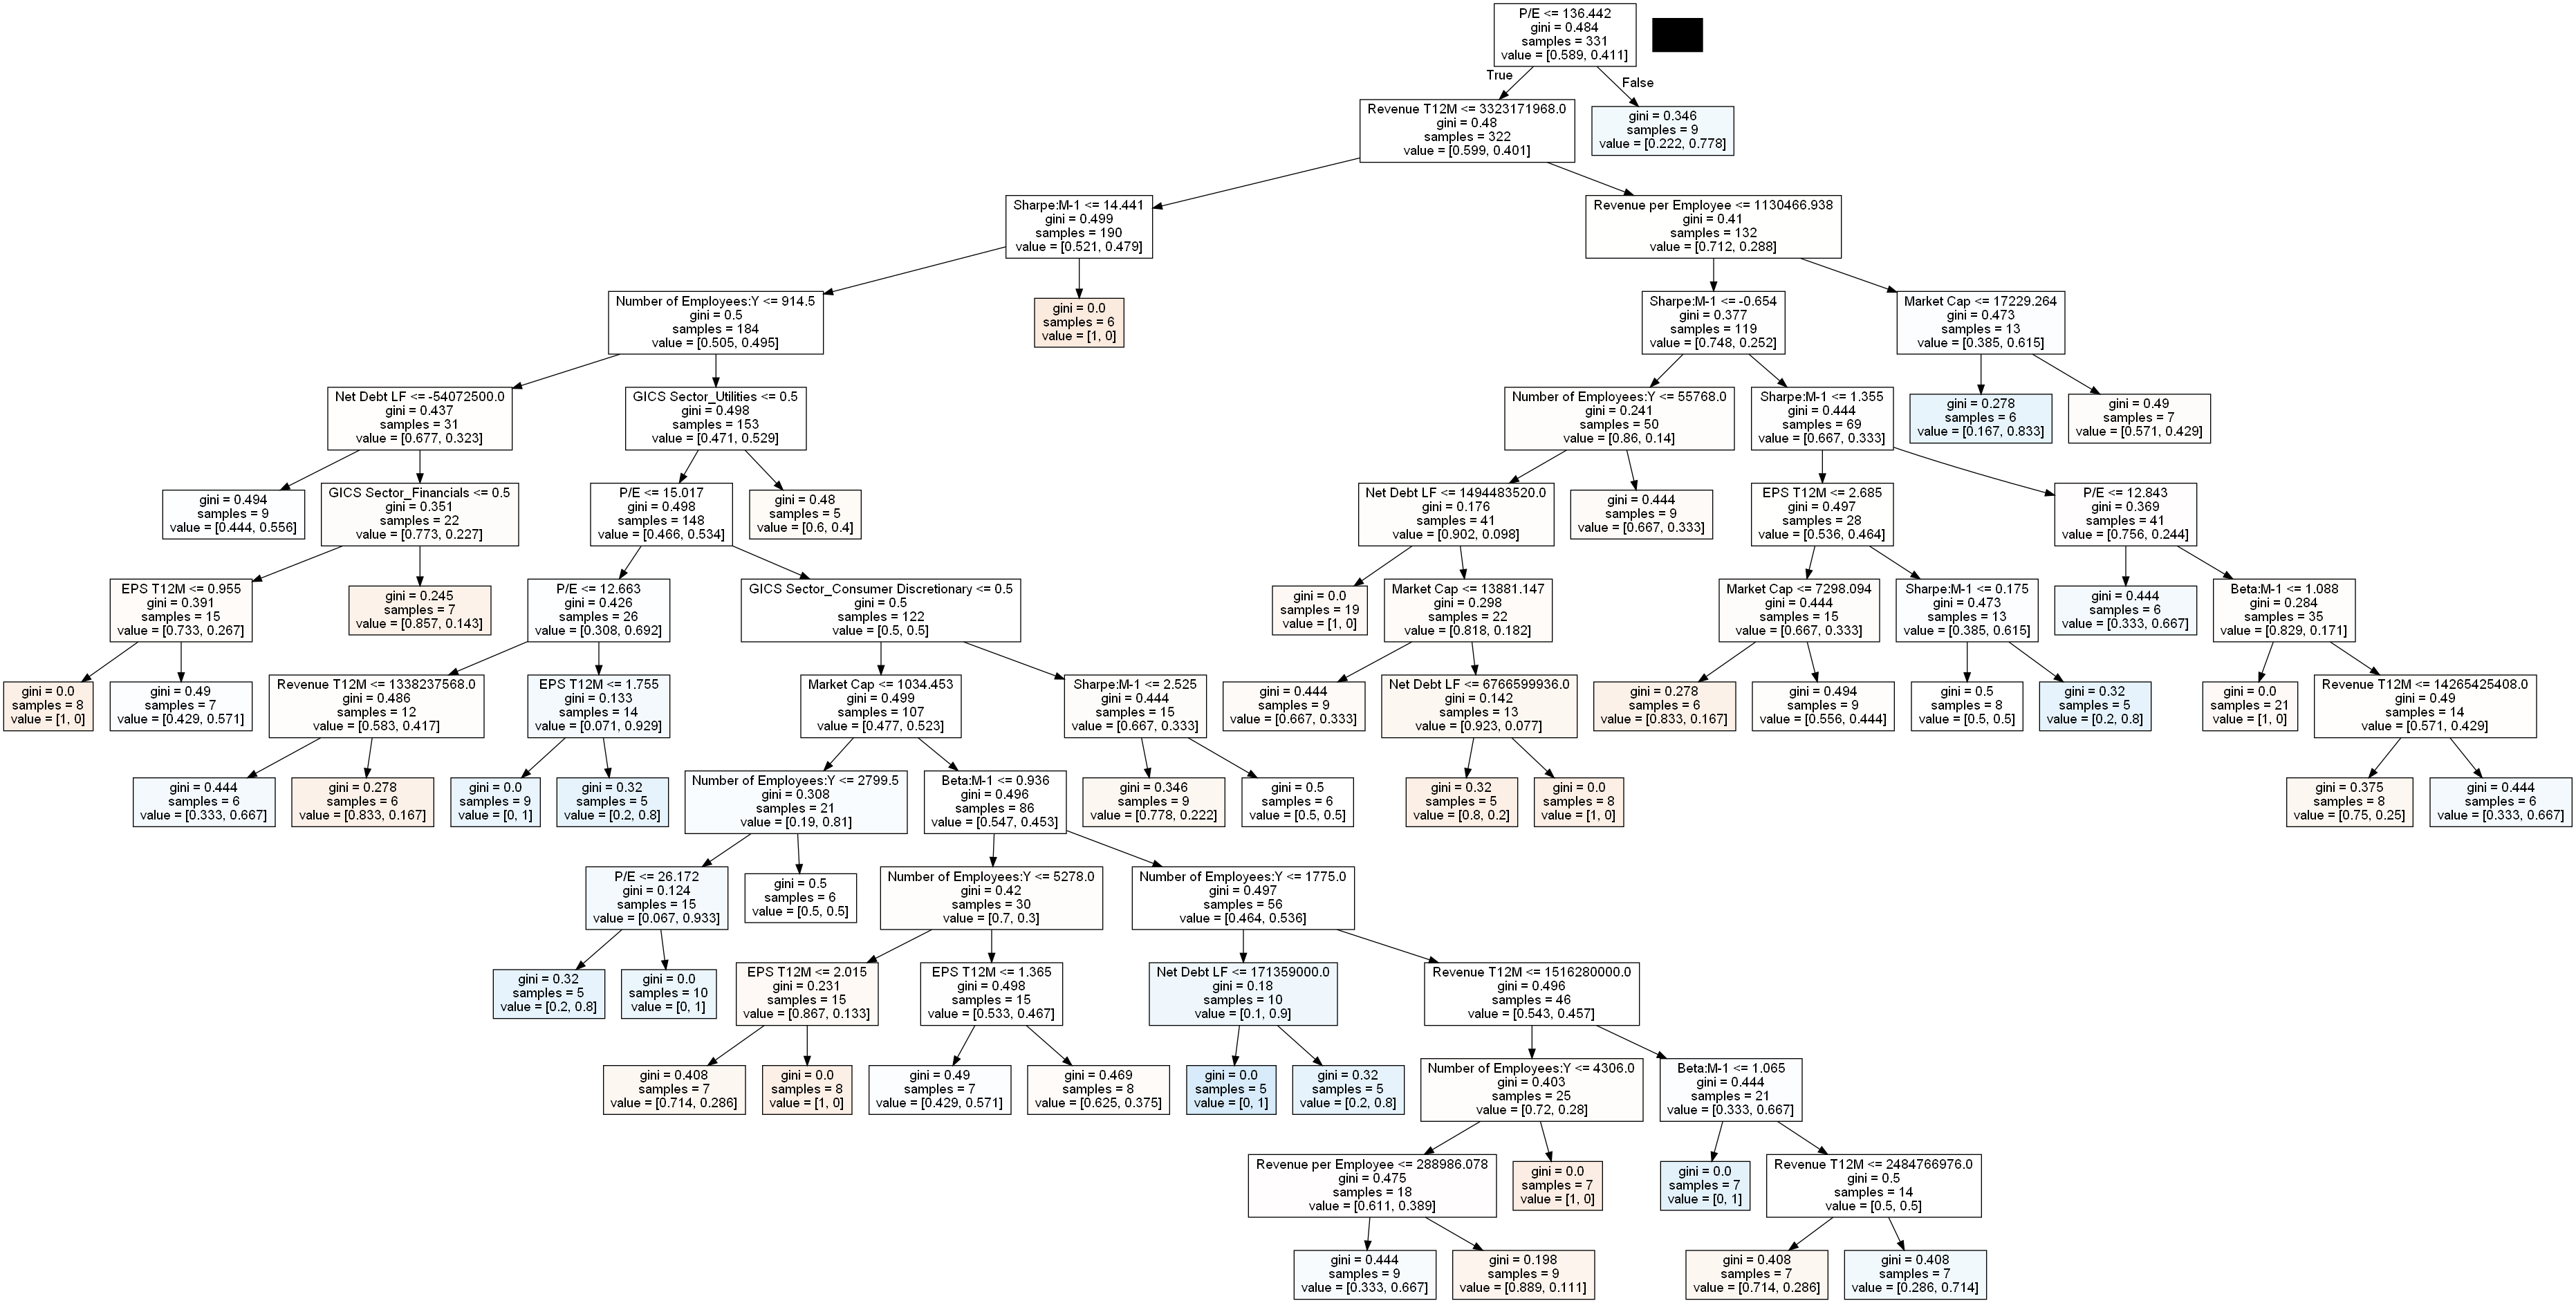 P/E <= 136.442
gini = 0.484
samples = 331
value = [0.589, 0.411]
True
False
Revenue T12M <= 3323171968.0
gini = 0.48
samples = 322
value = [0.599, 0.401]
gini = 0.346
samples = 9
value = [0.222, 0.778]
Sharpe:M-1 <= 14.441
gini = 0.499
samples = 190
value = [0.521, 0.479]
Revenue per Employee <= 1130466.938
gini = 0.41
samples = 132
value = [0.712, 0.288]
Number of Employees:Y <= 914.5
gini = 0.5
samples = 184
value = [0.505, 0.495]
gini = 0.0
samples = 6
value = [1, 0]
Sharpe:M-1 <= -0.654
gini = 0.377
samples = 119
value = [0.748, 0.252]
Market Cap <= 17229.264
gini = 0.473
samples = 13
value = [0.385, 0.615]
Net Debt LF <= -54072500.0
gini = 0.437
samples = 31
value = [0.677, 0.323]
GICS Sector_Utilities <= 0.5
gini = 0.498
samples = 153
value = [0.471, 0.529]
Number of Employees:Y <= 55768.0
gini = 0.241
samples = 50
value = [0.86, 0.14]
Sharpe:M-1 <= 1.355
gini = 0.444
samples = 69
value = [0.667, 0.333]
gini = 0.278
samples = 6
value = [0.167, 0.833]
gini = 0.49
samples = 7
value = [0.571, 0.429]
gini = 0.494
samples = 9
value = [0.444, 0.556]
GICS Sector_Financials <= 0.5
gini = 0.351
samples = 22
value = [0.773, 0.227]
P/E <= 15.017
gini = 0.498
samples = 148
value = [0.466, 0.534]
gini = 0.48
samples = 5
value = [0.6, 0.4]
Net Debt LF <= 1494483520.0
gini = 0.176
samples = 41
value = [0.902, 0.098]
gini = 0.444
samples = 9
value = [0.667, 0.333]
EPS T12M <= 2.685
gini = 0.497
samples = 28
value = [0.536, 0.464]
P/E <= 12.843
gini = 0.369
samples = 41
value = [0.756, 0.244]
EPS T12M <= 0.955
gini = 0.391
samples = 15
value = [0.733, 0.267]
gini = 0.245
samples = 7
value = [0.857, 0.143]
P/E <= 12.663
gini = 0.426
samples = 26
value = [0.308, 0.692]
GICS Sector_Consumer Discretionary <= 0.5
gini = 0.5
samples = 122
value = [0.5, 0.5]
gini = 0.0
samples = 19
value = [1, 0]
Market Cap <= 13881.147
gini = 0.298
samples = 22
value = [0.818, 0.182]
Market Cap <= 7298.094
gini = 0.444
samples = 15
value = [0.667, 0.333]
Sharpe:M-1 <= 0.175
gini = 0.473
samples = 13
value = [0.385, 0.615]
gini = 0.444
samples = 6
value = [0.333, 0.667]
Beta:M-1 <= 1.088
gini = 0.284
samples = 35
value = [0.829, 0.171]
gini = 0.0
samples = 8
value = [1, 0]
gini = 0.49
samples = 7
value = [0.429, 0.571]
Revenue T12M <= 1338237568.0
gini = 0.486
samples = 12
value = [0.583, 0.417]
EPS T12M <= 1.755
gini = 0.133
samples = 14
value = [0.071, 0.929]
Market Cap <= 1034.453
gini = 0.499
samples = 107
value = [0.477, 0.523]
Sharpe:M-1 <= 2.525
gini = 0.444
samples = 15
value = [0.667, 0.333]
gini = 0.444
samples = 9
value = [0.667, 0.333]
Net Debt LF <= 6766599936.0
gini = 0.142
samples = 13
value = [0.923, 0.077]
gini = 0.278
samples = 6
value = [0.833, 0.167]
gini = 0.494
samples = 9
value = [0.556, 0.444]
gini = 0.5
samples = 8
value = [0.5, 0.5]
gini = 0.32
samples = 5
value = [0.2, 0.8]
gini = 0.0
samples = 21
value = [1, 0]
Revenue T12M <= 14265425408.0
gini = 0.49
samples = 14
value = [0.571, 0.429]
gini = 0.444
samples = 6
value = [0.333, 0.667]
gini = 0.278
samples = 6
value = [0.833, 0.167]
gini = 0.0
samples = 9
value = [0, 1]
gini = 0.32
samples = 5
value = [0.2, 0.8]
Number of Employees:Y <= 2799.5
gini = 0.308
samples = 21
value = [0.19, 0.81]
Beta:M-1 <= 0.936
gini = 0.496
samples = 86
value = [0.547, 0.453]
gini = 0.346
samples = 9
value = [0.778, 0.222]
gini = 0.5
samples = 6
value = [0.5, 0.5]
gini = 0.32
samples = 5
value = [0.8, 0.2]
gini = 0.0
samples = 8
value = [1, 0]
gini = 0.375
samples = 8
value = [0.75, 0.25]
gini = 0.444
samples = 6
value = [0.333, 0.667]
P/E <= 26.172
gini = 0.124
samples = 15
value = [0.067, 0.933]
gini = 0.5
samples = 6
value = [0.5, 0.5]
Number of Employees:Y <= 5278.0
gini = 0.42
samples = 30
value = [0.7, 0.3]
Number of Employees:Y <= 1775.0
gini = 0.497
samples = 56
value = [0.464, 0.536]
gini = 0.32
samples = 5
value = [0.2, 0.8]
gini = 0.0
samples = 10
value = [0, 1]
EPS T12M <= 2.015
gini = 0.231
samples = 15
value = [0.867, 0.133]
EPS T12M <= 1.365
gini = 0.498
samples = 15
value = [0.533, 0.467]
Net Debt LF <= 171359000.0
gini = 0.18
samples = 10
value = [0.1, 0.9]
Revenue T12M <= 1516280000.0
gini = 0.496
samples = 46
value = [0.543, 0.457]
gini = 0.408
samples = 7
value = [0.714, 0.286]
gini = 0.0
samples = 8
value = [1, 0]
gini = 0.49
samples = 7
value = [0.429, 0.571]
gini = 0.469
samples = 8
value = [0.625, 0.375]
gini = 0.0
samples = 5
value = [0, 1]
gini = 0.32
samples = 5
value = [0.2, 0.8]
Number of Employees:Y <= 4306.0
gini = 0.403
samples = 25
value = [0.72, 0.28]
Beta:M-1 <= 1.065
gini = 0.444
samples = 21
value = [0.333, 0.667]
Revenue per Employee <= 288986.078
gini = 0.475
samples = 18
value = [0.611, 0.389]
gini = 0.0
samples = 7
value = [1, 0]
gini = 0.0
samples = 7
value = [0, 1]
Revenue T12M <= 2484766976.0
gini = 0.5
samples = 14
value = [0.5, 0.5]
gini = 0.444
samples = 9
value = [0.333, 0.667]
gini = 0.198
samples = 9
value = [0.889, 0.111]
gini = 0.408
samples = 7
value = [0.714, 0.286]
gini = 0.408
samples = 7
value = [0.286, 0.714]